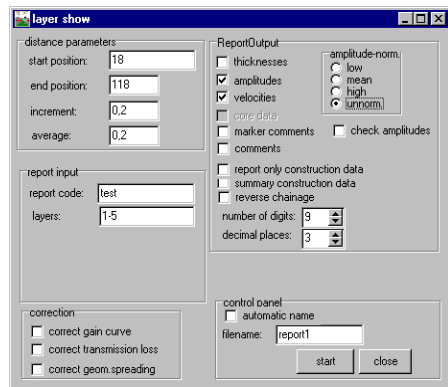 layer show
distance parameters
start position: 18
end position: 118
increment: 0,2
average: 0,2
report input
report code: test
layers: 1-5
correction
correct gain curve
correct transmission loss
correct geom.spreading
ReportOutput
thicknesses
amplitudes
velocities
core data
marker comments
comments
amplitude-norm.
low
mean
high
unnorm.
check amplitudes
report only construction data
summary construction data
reverse chainage
number of digits: 9
decimal places: 3
control panel
automatic name
filename: report1
start close